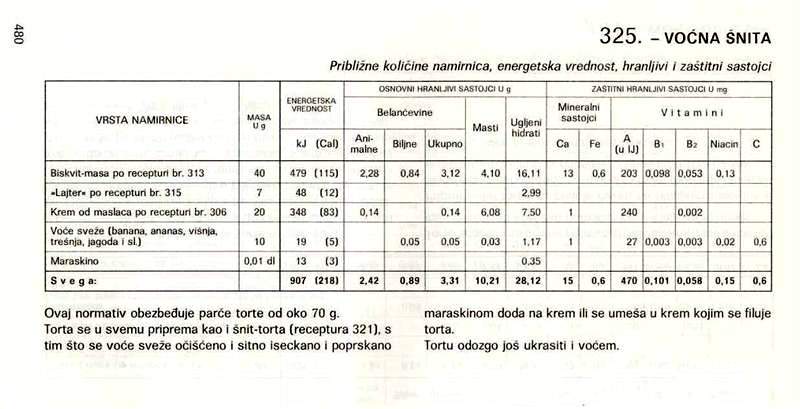 480
325. – VOĆNA ŠNITA
Približne količine namirnica, energetska vrednost, hranljivi i zaštitni sastojci
VRSTA NAMIRNICE MASA U g ENERGETSKA VREDNOST OSNOVNI HRANLJIVI SASTOJCI U g ZAŠTITNI HRANLJIVI SASTOJCI U mg
Belančevine Masti Ugljeni hidrati Mineralni sastojci Vitamini
kJ (Cal) Ani-malne Biljne Ukupno Ca Fe A (u IJ) B1 B2 Niacin C
Biskvit-masa po recepturi br. 313 40 479 (115) 2,28 0,84 3,12 4,10 16,11 13 0,6 203 0,098 0,053 0,13
»Lajter« po recepturi br. 315 7 48 (12) 2,99
Krem od maslaca po recepturi br. 306 20 348 (83) 0,14 0,14 6,08 7,50 1 240 0,002
Voće sveže (banana, ananas, višnja,
trešnja, jagoda i sl.) 10 19 (5) 0,05 0,05 0,03 1,17 1 27 0,003 0,003 0,02 0,6
Maraskino 0,01 dl 13 (3) 0,35
Svega: 907 (218) 2,42 0,89 3,31 10,21 28,12 15 0,6 470 0,101 0,058 0,15 0,6
Ovaj normativ obezbeđuje parče torte od oko 70 g.
Torta se u svemu priprema kao i šnit-torta (receptura 321), s
tim što se voće sveže očišćeno i sitno iseckano i poprskano
maraskinom doda na krem ili se umeša u krem kojim se filuje
torta.
Tortu odozgo još ukrasiti i voćem.